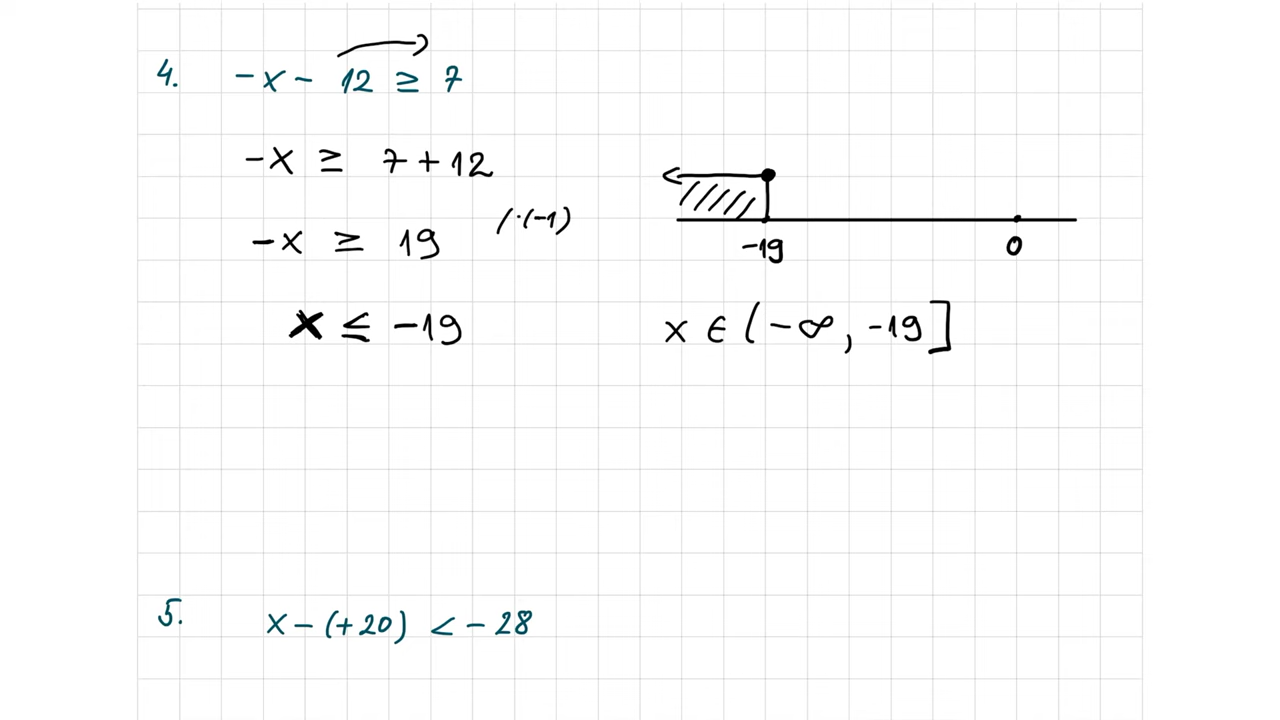 4. -x - 12 ≥ 7
-x ≥ 7 + 12
-x ≥ 19 /·(-1)
-19 0
x ≤ -19 x ∈ (-∞, -19]
5. x - (+20) < -28